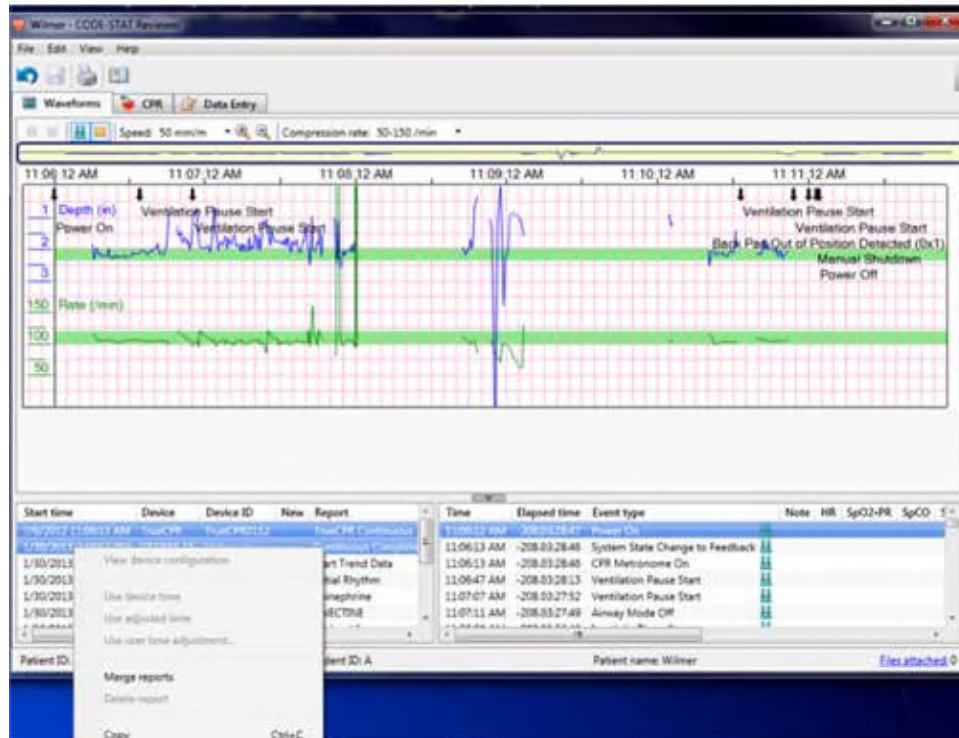 Wilmer - CODE-STAT Reviewer
File Edit View Help
Waveforms CPR Data Entry
Speed: 50 mm/m Compression rate: 50-150 /min
11:06:12 AM 11:07:12 AM 11:08:12 AM 11:09:12 AM 11:10:12 AM 11:11:12 AM
1 Depth (in) Ventilation Pause Start Ventilation Pause Start
Power On Ventilation Pause Start Ventilation Pause Start
2 Back Pad Out of Position Detected (0x1)
Manual Shutdown
3 Power Off
150 Rate (/min)
100
50
Start time Device Device ID New Report Time Elapsed time Event type Note HR SpO2•PR SpCO
11:06:13 AM TrueCPR 11:06:12 AM Power On
View device configuration 11:06:13 AM -208:03:28:46 System State Change to Feedback
1/30/2013 art Trend Data 11:06:13 AM -208:03:28:46 CPR Metronome On
1/30/2013 Use device time 11:06:47 AM -208:03:28:13 Ventilation Pause Start
1/30/2013 Use adjusted time 11:07:07 AM -208:03:27:52 Ventilation Pause Start
1/30/2013 11:07:11 AM -208:03:27:49 Airway Mode Off
Use user time adjustment...
Patient ID: dent ID: A Patient name: Wilmer Files attached: 0
Merge reports
Delete report
Copy Ctrl+C